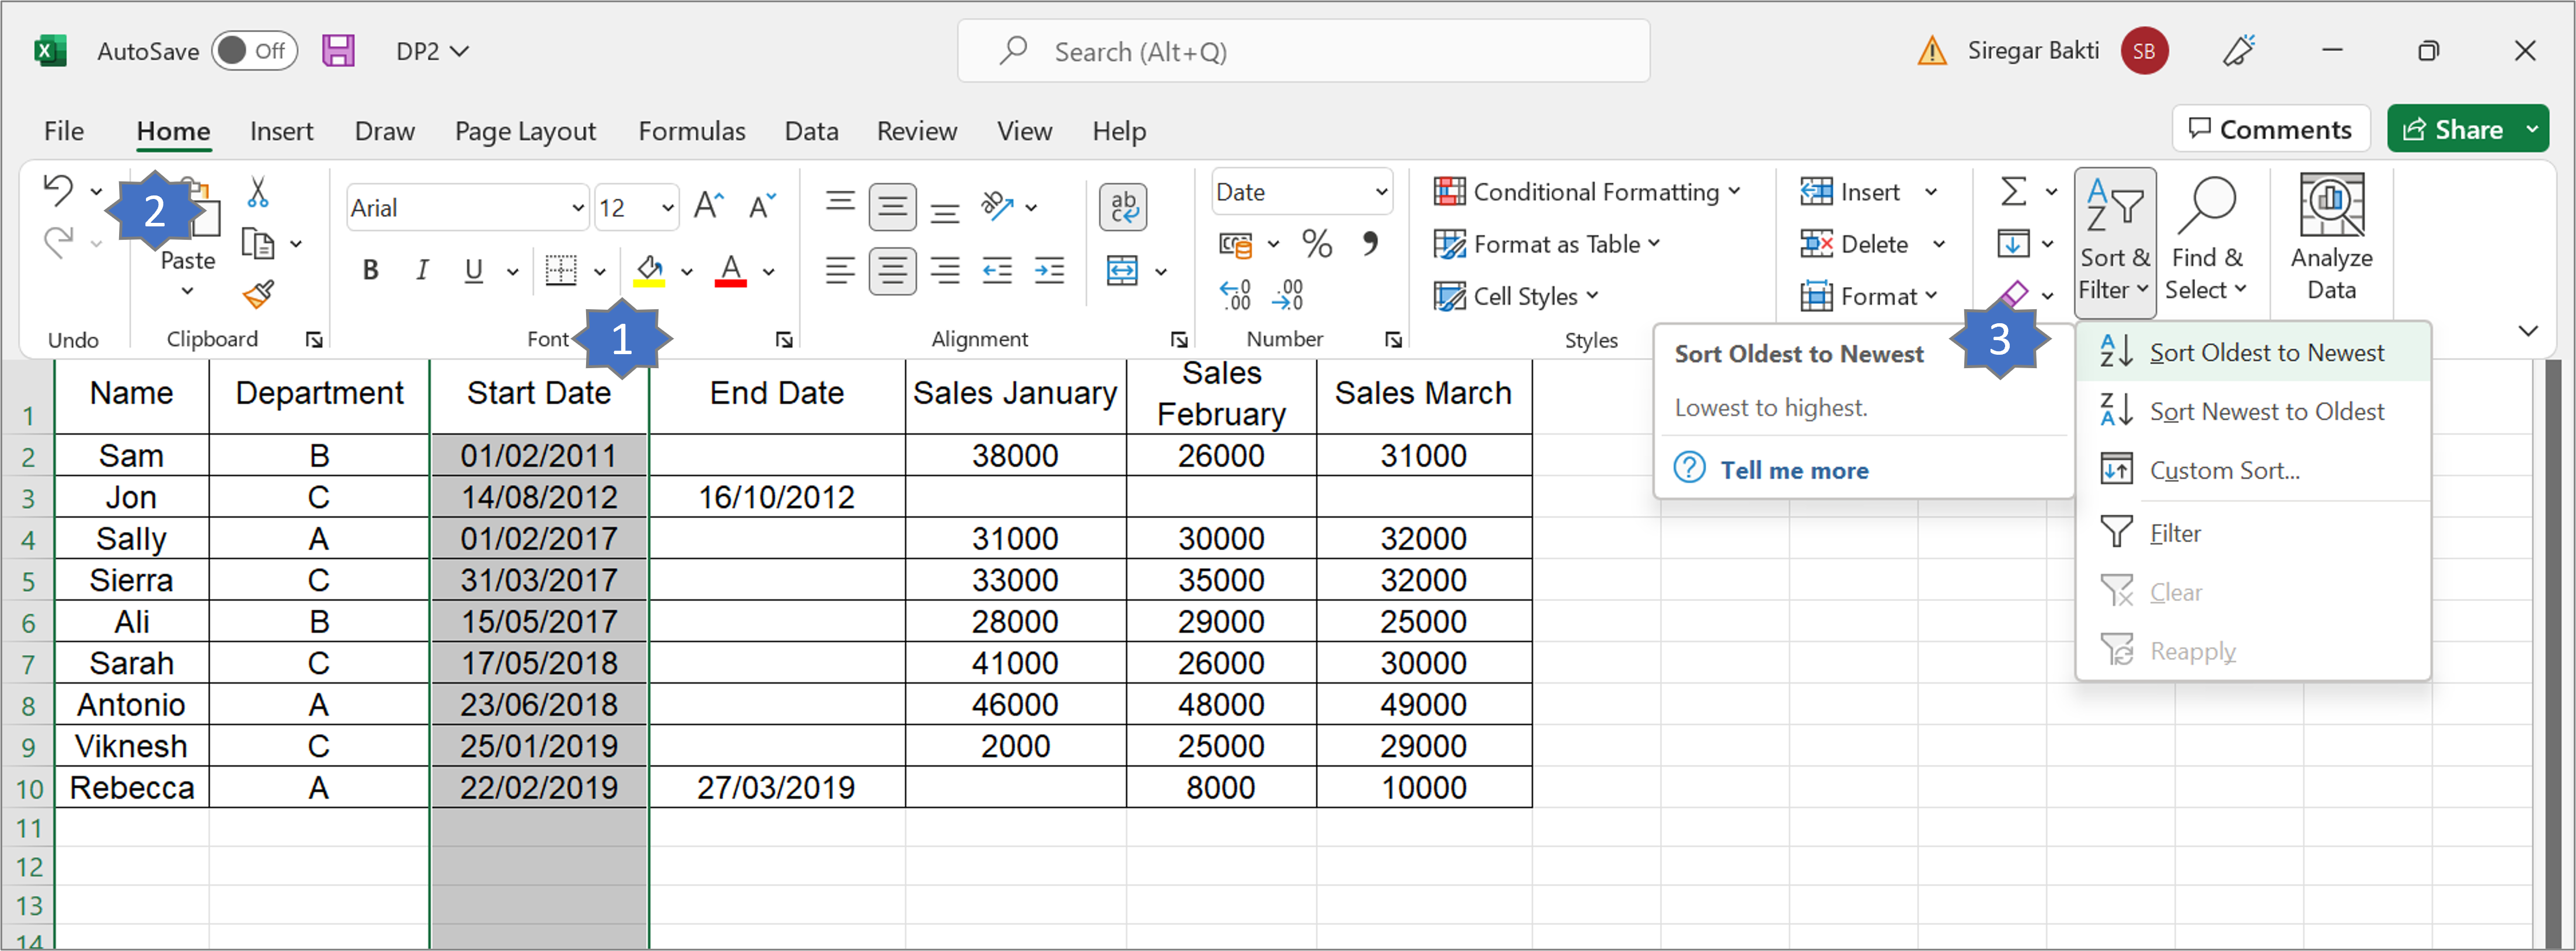 AutoSave Off DP2 Search (Alt+Q) Siregar Bakti SB
File Home Insert Draw Page Layout Formulas Data Review View Help Comments Share
2
Paste
Undo
Clipboard
Arial 12
B I U A
Font
1
ab
Alignment
Date
% 9
.00 .00
Number
Conditional Formatting
Format as Table
Cell Styles
Styles
Insert
Delete
Format
Sort &
Filter
Find &
Select
Analyze
Data
3
Sort Oldest to Newest
Lowest to highest.
Tell me more
Sort Oldest to Newest
Sort Newest to Oldest
Custom Sort...
Filter
Clear
Reapply
1 Name Department Start Date End Date Sales January Sales February Sales March
2 Sam B 01/02/2011 38000 26000 31000
3 Jon C 14/08/2012 16/10/2012
4 Sally A 01/02/2017 31000 30000 32000
5 Sierra C 31/03/2017 33000 35000 32000
6 Ali B 15/05/2017 28000 29000 25000
7 Sarah C 17/05/2018 41000 26000 30000
8 Antonio A 23/06/2018 46000 48000 49000
9 Viknesh C 25/01/2019 2000 25000 29000
10 Rebecca A 22/02/2019 27/03/2019 8000 10000
11
12
13
14